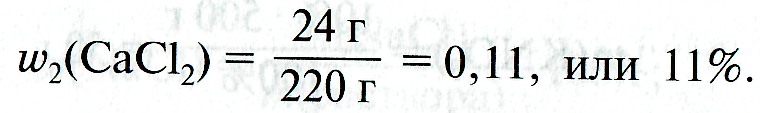 w₂(CaCl₂) = 24 г / 220 г = 0,11, или 11%.